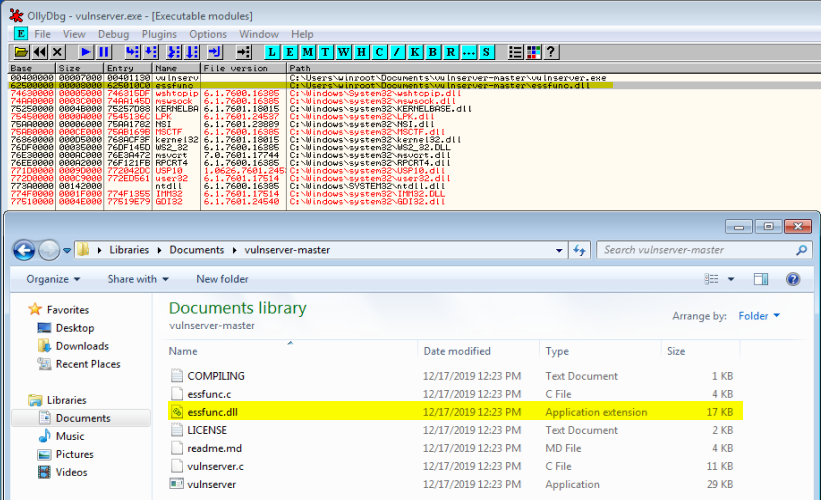 OllyDbg - vulnserver.exe - [Executable modules]
E File View Debug Plugins Options Window Help
L E M T W H C / K B R ... S ?
Base Size Entry Name File version Path
00400000 00007000 00401130 vulnserv C:\Users\winroot\Documents\vulnserver-master\vulnserver.exe
62500000 00008000 625010C0 essfunc C:\Users\winroot\Documents\vulnserver-master\essfunc.dll
74630000 00005000 746315DF wshtcpip 6.1.7600.16385 C:\Windows\System32\wshtcpip.dll
74AA0000 0003C000 74AA145D mswsock 6.1.7600.16385 C:\Windows\system32\mswsock.dll
75250000 0004B000 75257D88 KERNELBA 6.1.7601.18015 C:\Windows\system32\KERNELBASE.dll
75450000 0000A000 7545136C LPK 6.1.7601.24537 C:\Windows\system32\LPK.dll
75AA0000 00006000 75AA1782 NSI 6.1.7601.23889 C:\Windows\system32\NSI.dll
75AB0000 000CC000 75AB169B MSCTF 6.1.7600.16385 C:\Windows\system32\MSCTF.dll
76860000 000D5000 768ACF3F kernel32 6.1.7601.18015 C:\Windows\system32\kernel32.dll
76DF0000 00035000 76DF145D WS2_32 6.1.7600.16385 C:\Windows\system32\WS2_32.DLL
76E30000 000AC000 76E3A472 msvcrt 7.0.7601.17744 C:\Windows\system32\msvcrt.dll
76EE0000 000A2000 76F121FB RPCRT4 6.1.7600.16385 C:\Windows\system32\RPCRT4.dll
771D0000 0009D000 772042DC USP10 1.0626.7601.245 C:\Windows\system32\USP10.dll
772D0000 000C9000 772ED561 user32 6.1.7601.17514 C:\Windows\system32\user32.dll
773A0000 00142000 ntdll 6.1.7600.16385 C:\Windows\SYSTEM32\ntdll.dll
774F0000 0001F000 774F1355 IMM32 6.1.7601.17514 C:\Windows\system32\IMM32.DLL
77510000 0004E000 77519E79 GDI32 6.1.7601.24540 C:\Windows\system32\GDI32.dll
Libraries Documents vulnserver-master Search vulnserver-master
Organize Share with New folder
Favorites
Desktop
Downloads
Recent Places
Libraries
Documents
Music
Pictures
Videos
Documents library
vulnserver-master
Arrange by: Folder
Name Date modified Type Size
COMPILING 12/17/2019 12:23 PM Text Document 1 KB
essfunc.c 12/17/2019 12:23 PM C File 4 KB
essfunc.dll 12/17/2019 12:23 PM Application extension 17 KB
LICENSE 12/17/2019 12:23 PM Text Document 2 KB
readme.md 12/17/2019 12:23 PM MD File 4 KB
vulnserver.c 12/17/2019 12:23 PM C File 11 KB
vulnserver 12/17/2019 12:23 PM Application 29 KB